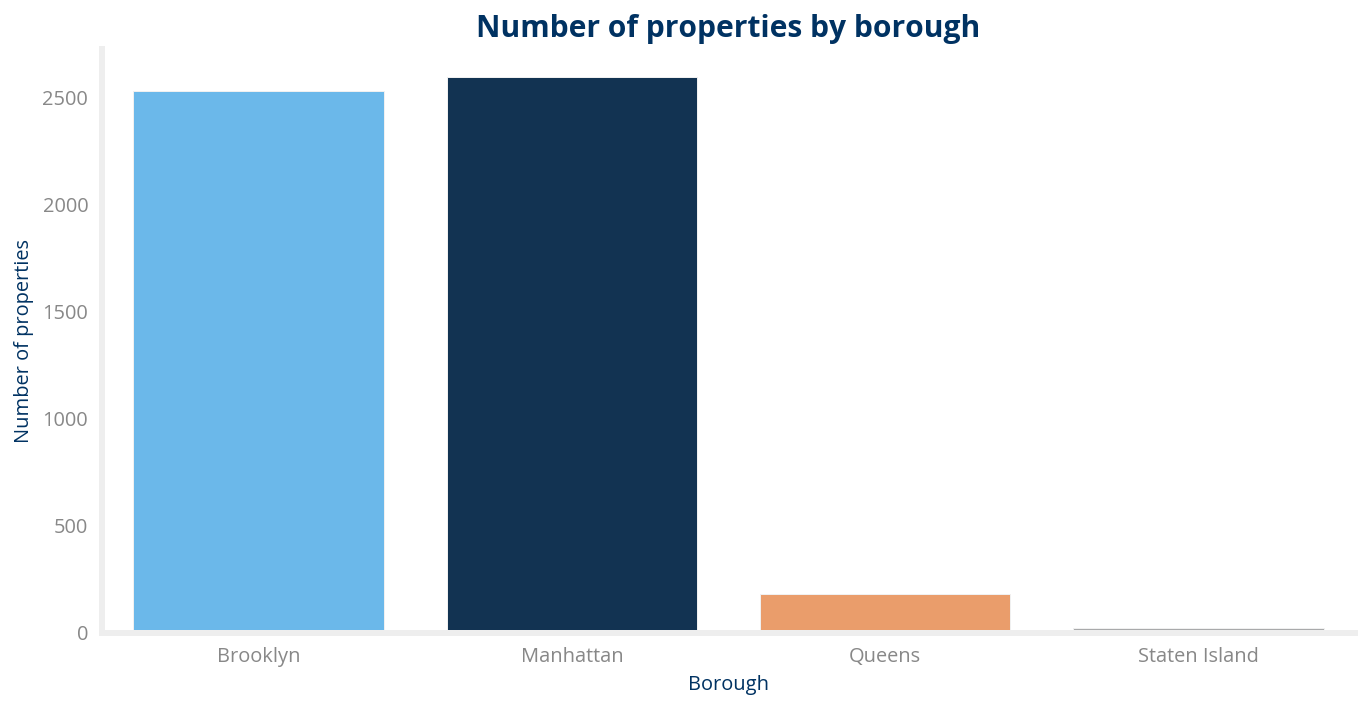 Number of properties by borough
2500
2000
1500
1000
500
0
Number of properties
Brooklyn
Manhattan
Queens
Staten Island
Borough